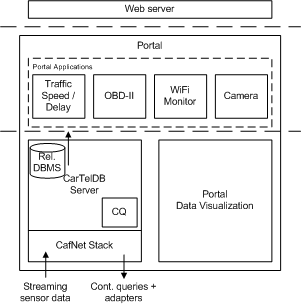 Web server
Portal
Portal Applications
Traffic
Speed /
Delay
OBD-II
WiFi
Monitor
Camera
Rel.
DBMS
CarTelDB
Server
CQ
CafNet Stack
Portal
Data Visualization
Streaming
sensor data
Cont. queries +
adapters